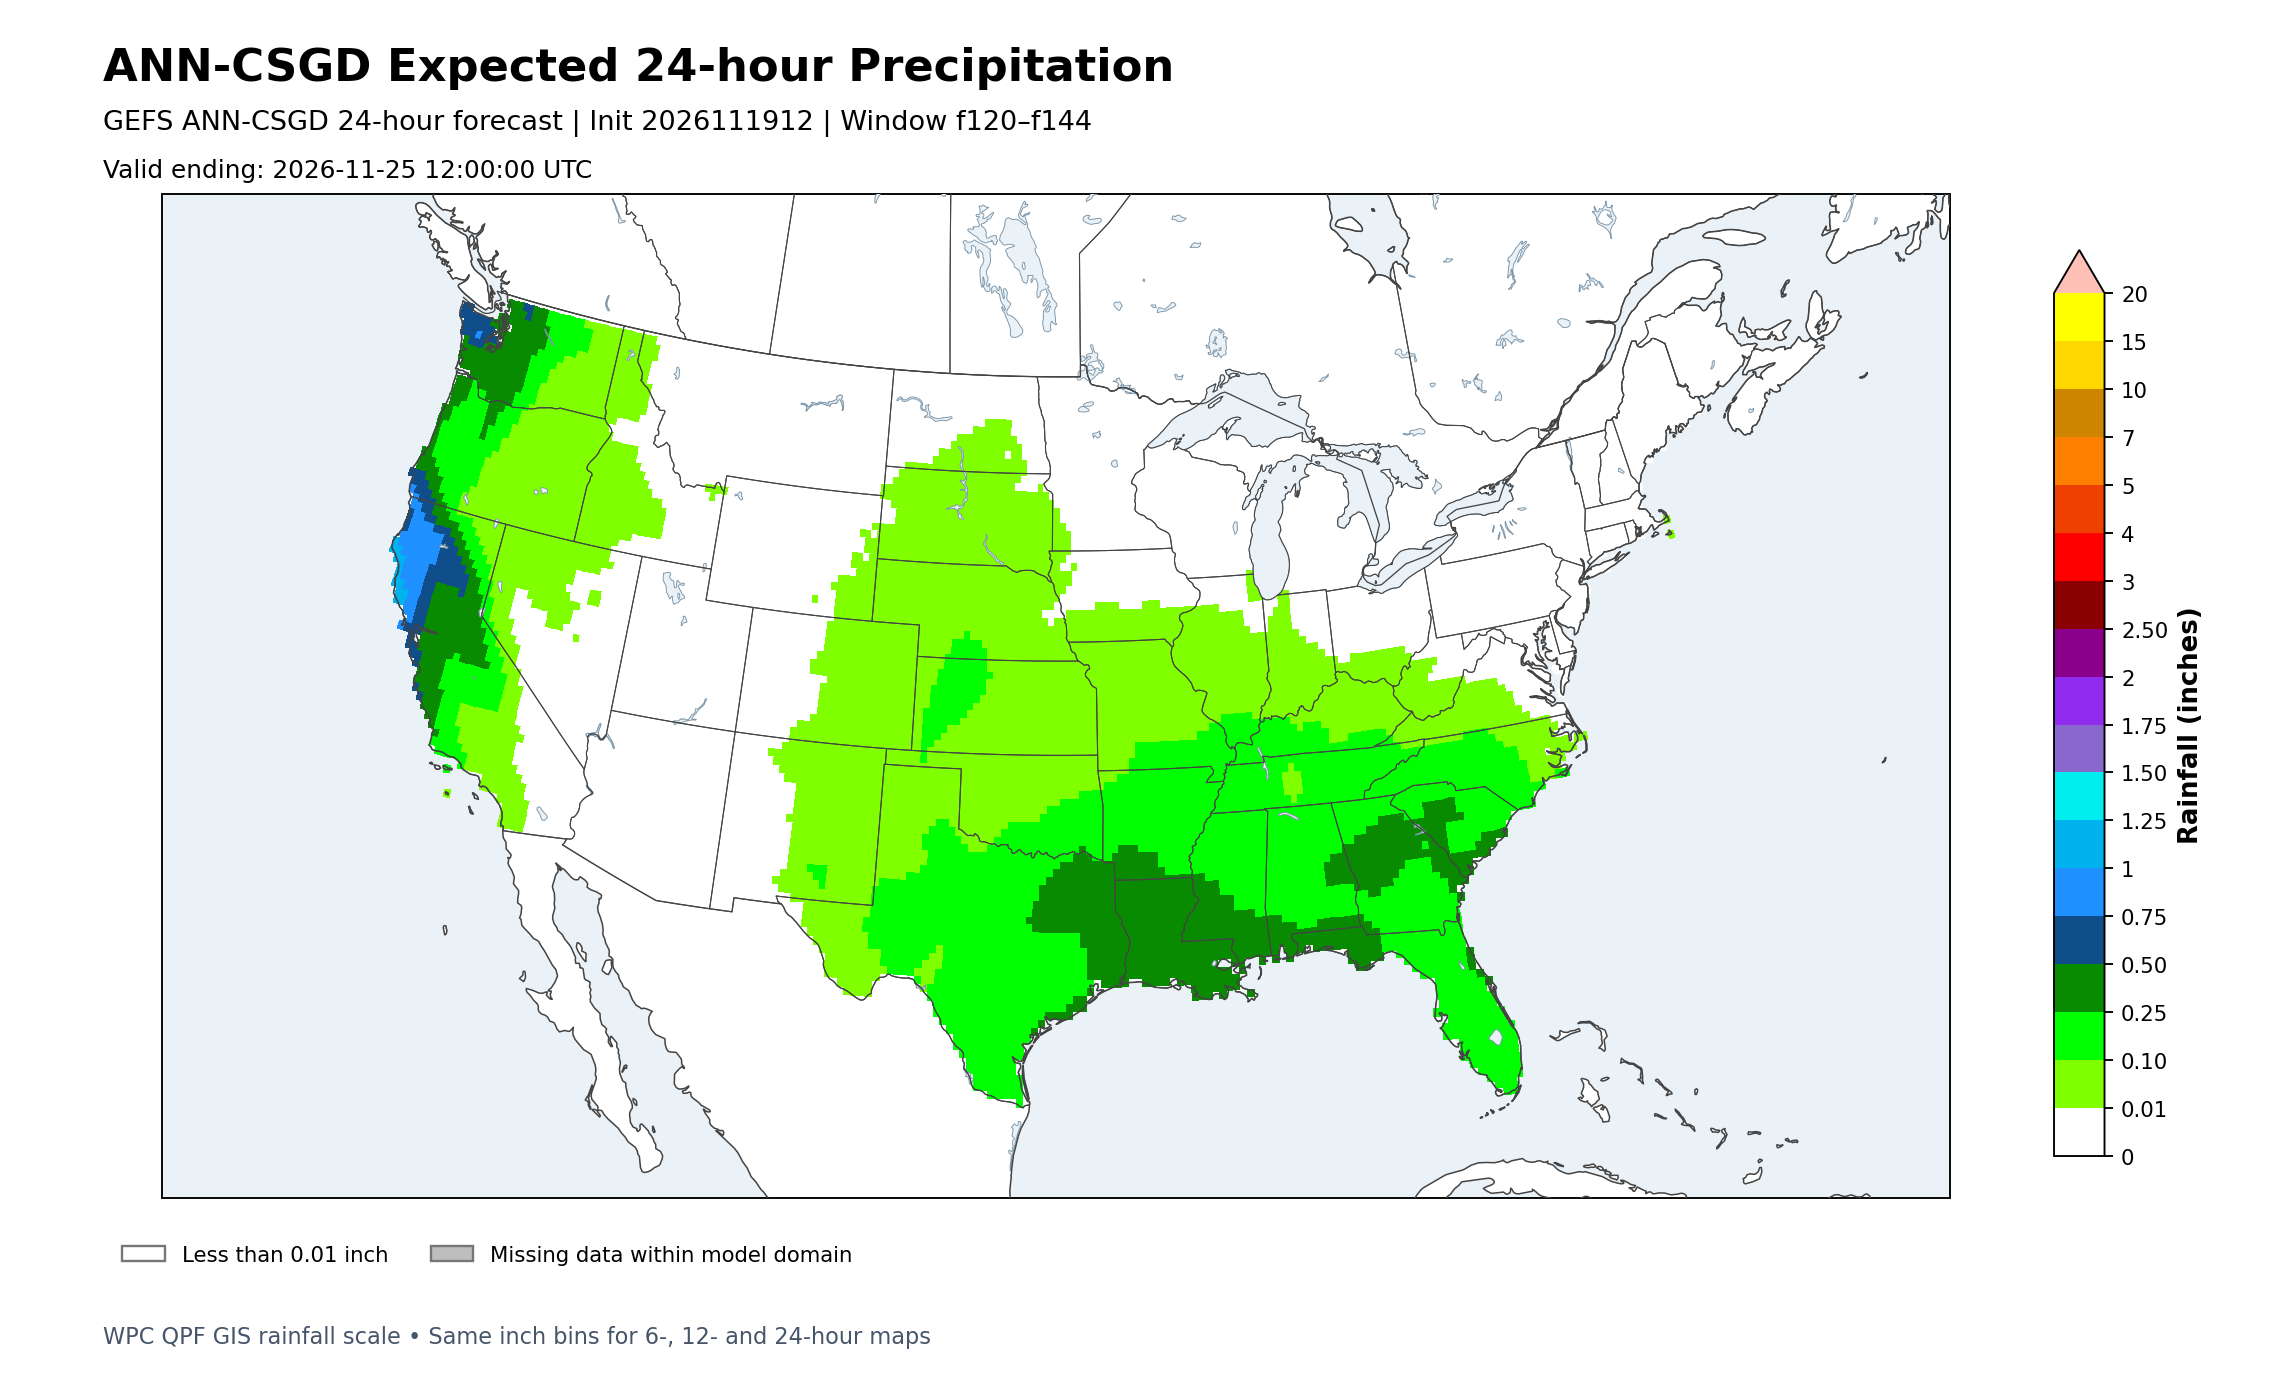 ANN-CSGD Expected 24-hour Precipitation
GEFS ANN-CSGD 24-hour forecast | Init 2026111912 | Window f120–f144
Valid ending: 2026-11-25 12:00:00 UTC
20
15
10
7
5
4
3
2.50
2
1.75
1.50
1.25
1
0.75
0.50
0.25
0.10
0.01
0
Rainfall (inches)
Less than 0.01 inch
Missing data within model domain
WPC QPF GIS rainfall scale • Same inch bins for 6-, 12- and 24-hour maps